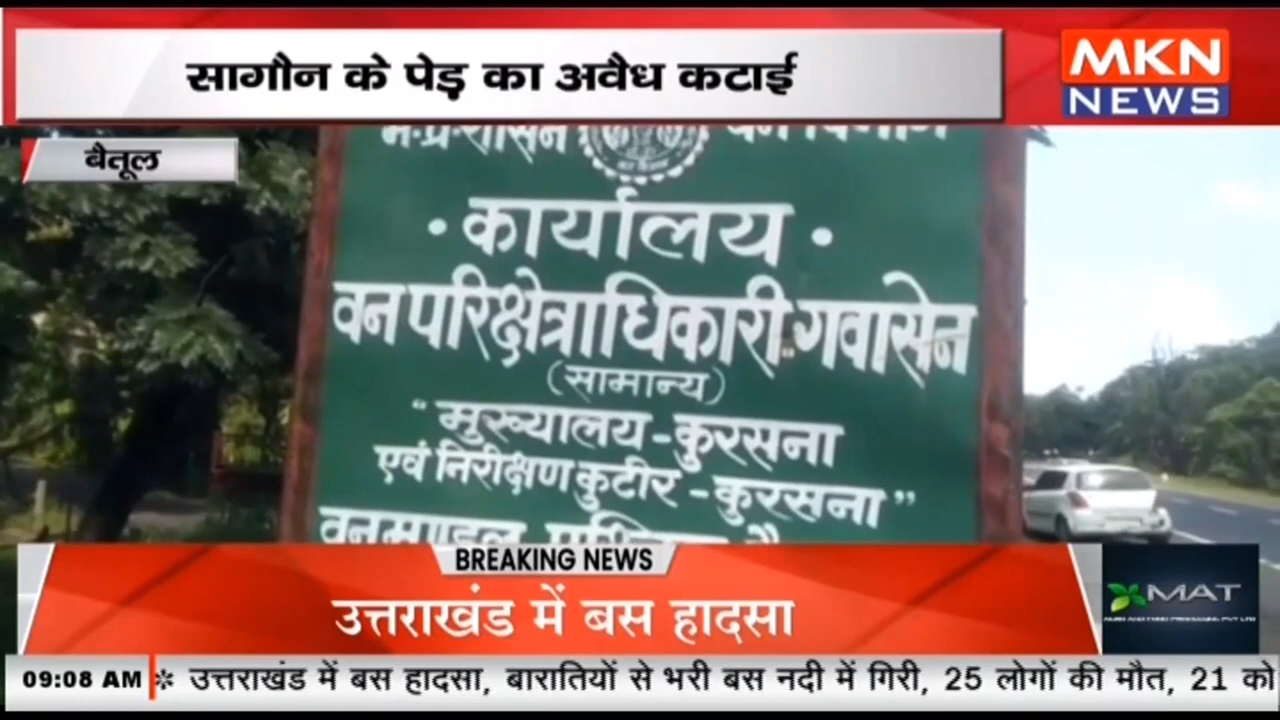 सागौन के पेड़ का अवैध कटाई
MKN
NEWS
बैतूल
• कार्यालय •
वन परिक्षेत्राधिकारी-गवासेन
(सामान्य)
"मुख्यालय-कुरसना
एवं निरीक्षण कुटीर-कुरसना"
BREAKING NEWS
उत्तराखंड में बस हादसा
MAT
09:08 AM
उत्तराखंड में बस हादसा, बारातियों से भरी बस नदी में गिरी, 25 लोगों की मौत, 21 को